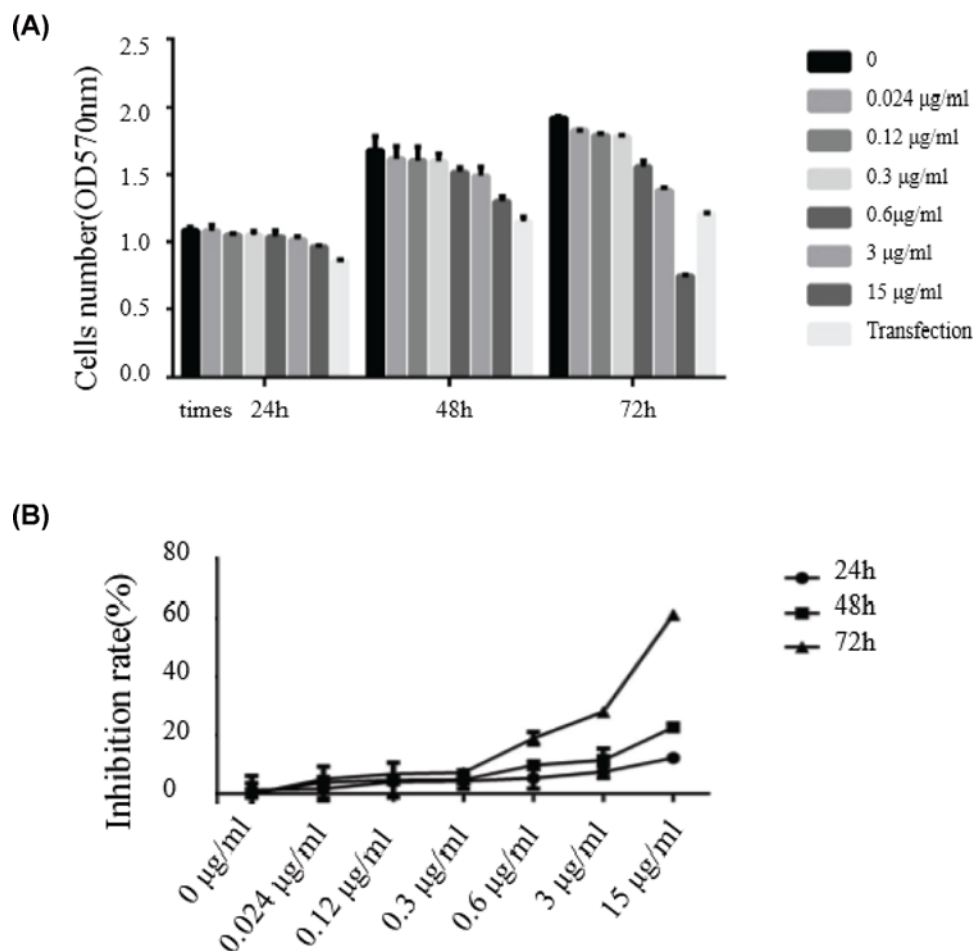 (A)
Cells number(OD570nm)
2.5
2.0
1.5
1.0
0.5
0.0
times 24h 48h 72h
0
0.024 μg/ml
0.12 μg/ml
0.3 μg/ml
0.6μg/ml
3 μg/ml
15 μg/ml
Transfection
(B)
Inhibition rate(%)
80
60
40
20
0
0 μg/ml
0.024 μg/ml
0.12 μg/ml
0.3 μg/ml
0.6 μg/ml
3 μg/ml
15 μg/ml
24h
48h
72h